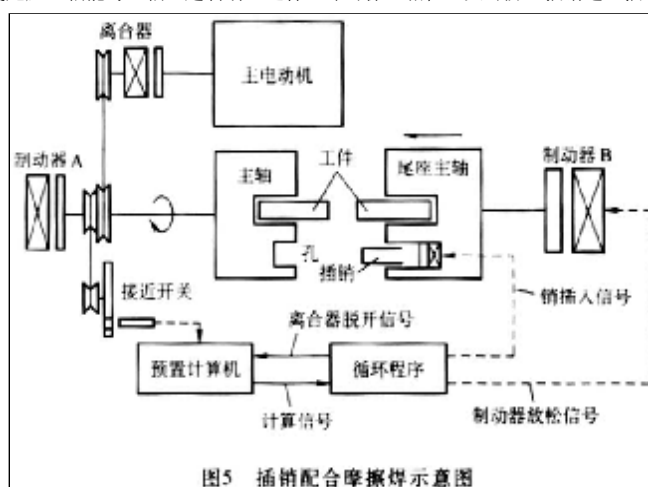 离合器
主电动机
制动器A
主轴
工件
尾座主轴
制动器B
孔
插销
接近开关
销插入信号
离合器脱开信号
预置计算机
循环程序
计算信号
制动器放松信号
图5 插销配合摩擦焊示意图